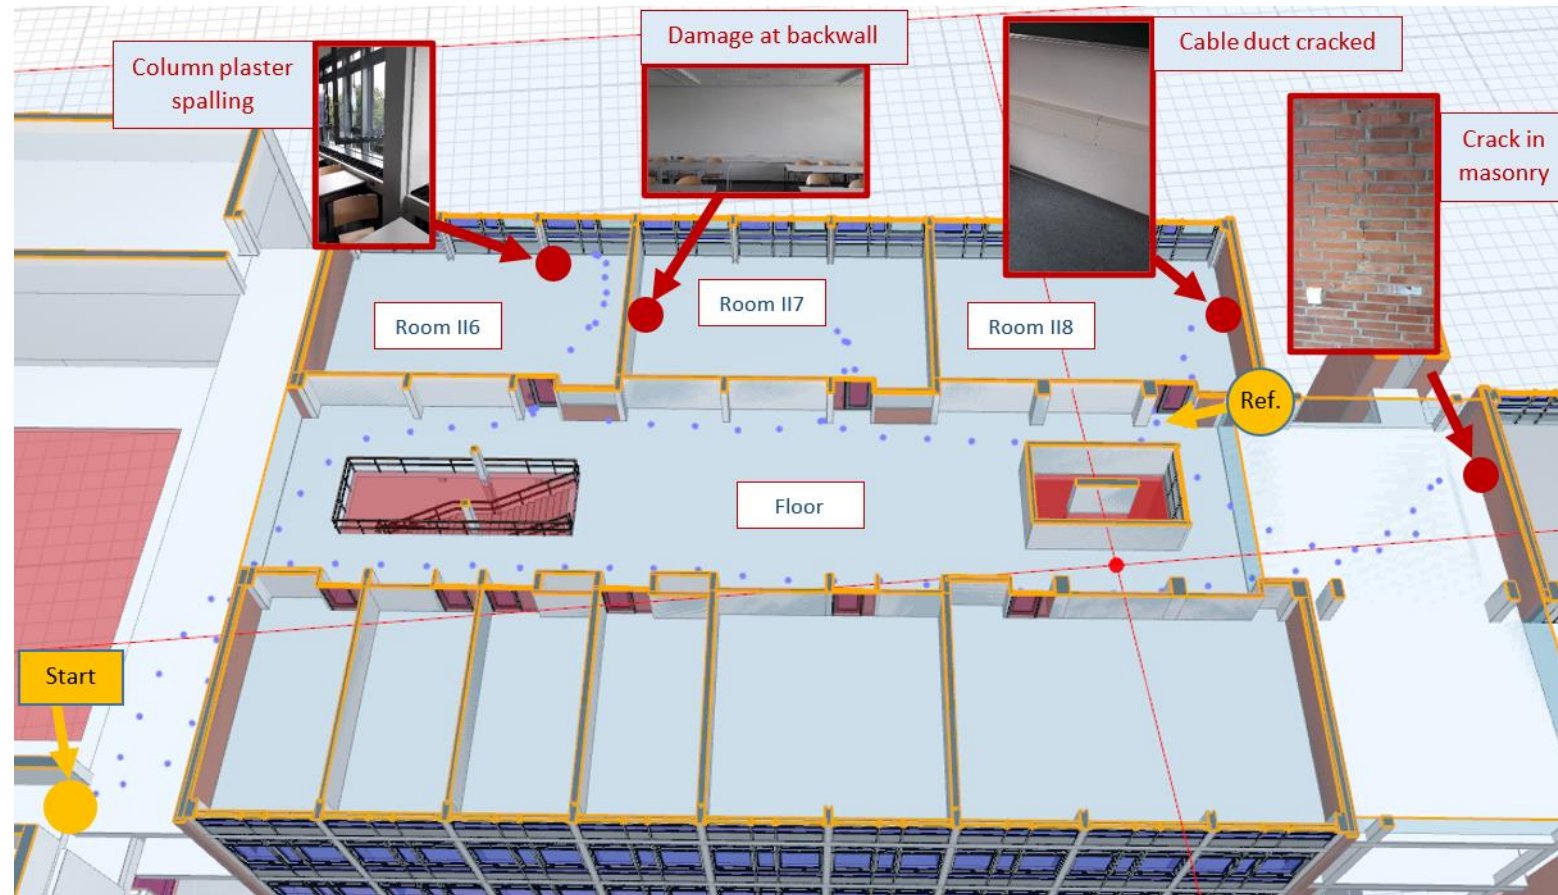 Column plaster
spalling
Damage at backwall
Cable duct cracked
Crack in
masonry
Room II6
Room II7
Room II8
Ref.
Floor
Start